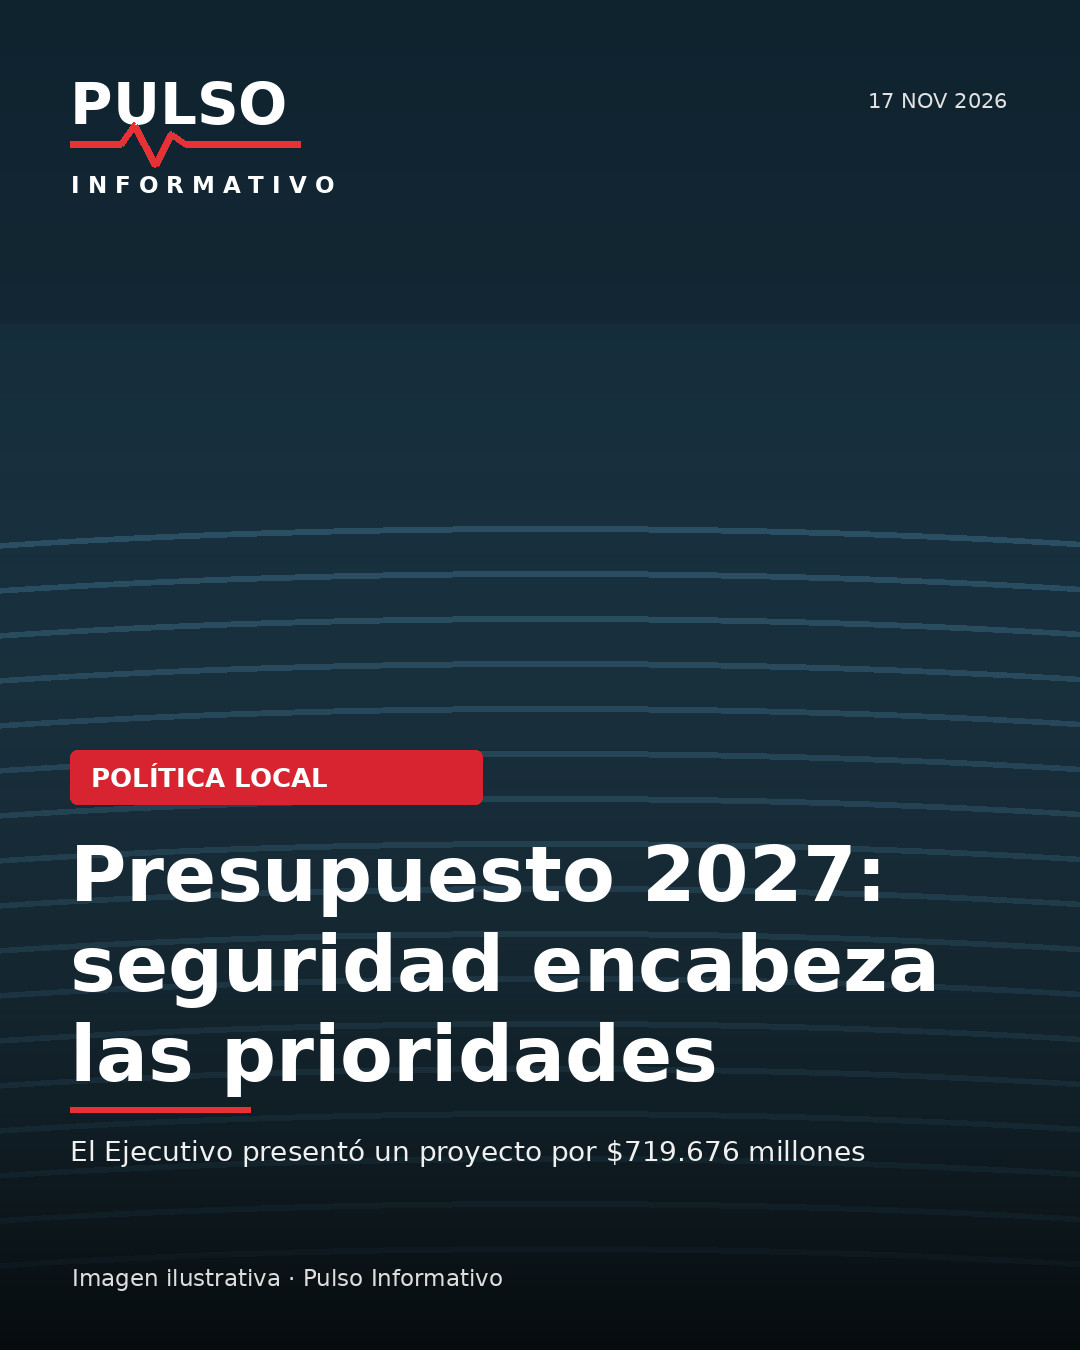 PULSO
INFORMATIVO
17 NOV 2026
POLÍTICA LOCAL
Presupuesto 2027:
seguridad encabeza
las prioridades
El Ejecutivo presentó un proyecto por $719.676 millones
Imagen ilustrativa · Pulso Informativo